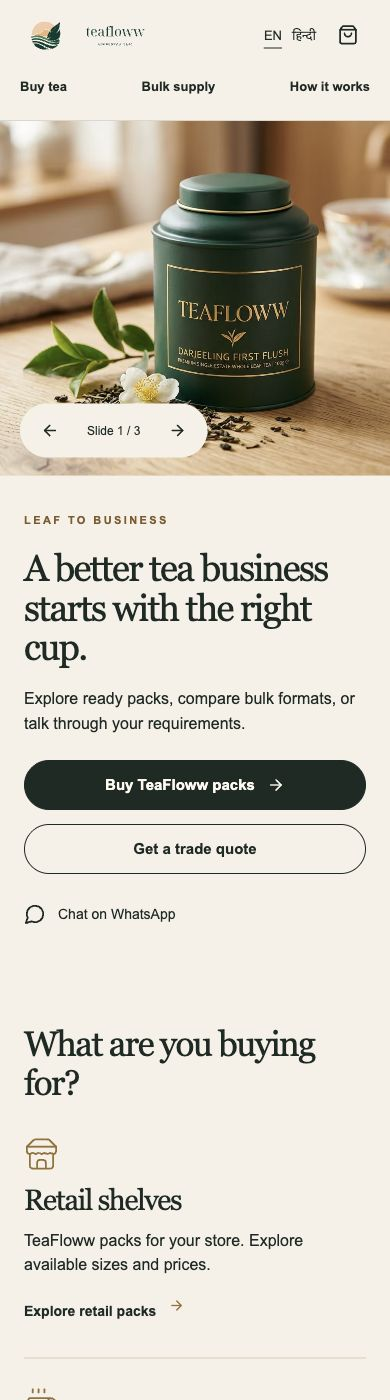 teafloww
EN हिन्दी
Buy tea Bulk supply How it works
TEAFLOWW
DARJEELING FIRST FLUSH
Slide 1 / 3
LEAF TO BUSINESS
A better tea business
starts with the right
cup.
Explore ready packs, compare bulk formats, or
talk through your requirements.
Buy TeaFloww packs
Get a trade quote
Chat on WhatsApp
What are you buying
for?
Retail shelves
TeaFloww packs for your store. Explore
available sizes and prices.
Explore retail packs